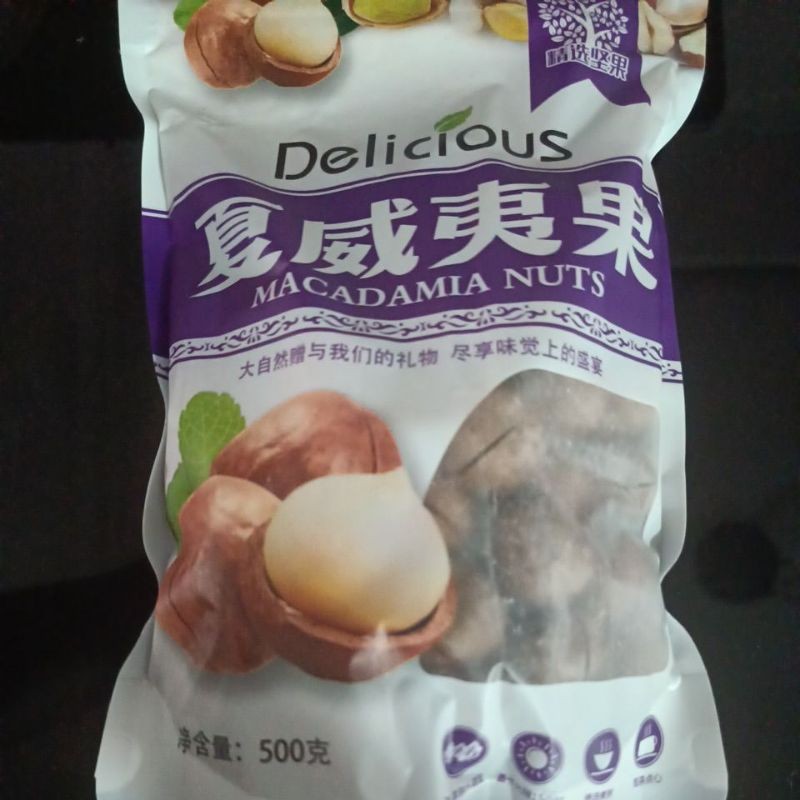 精选坚果
Delicious
夏威夷果
MACADAMIA NUTS
大自然赠与我们的礼物 尽享味觉上的盛宴
净含量：500克